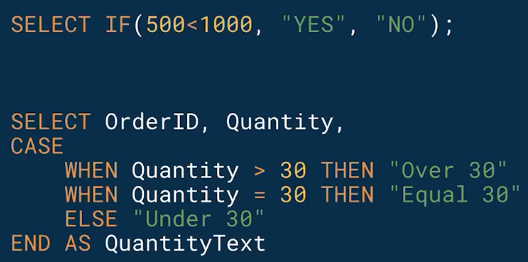 SELECT IF(500<1000, "YES", "NO");
SELECT OrderID, Quantity,
CASE
    WHEN Quantity > 30 THEN "Over 30"
    WHEN Quantity = 30 THEN "Equal 30"
    ELSE "Under 30"
END AS QuantityText